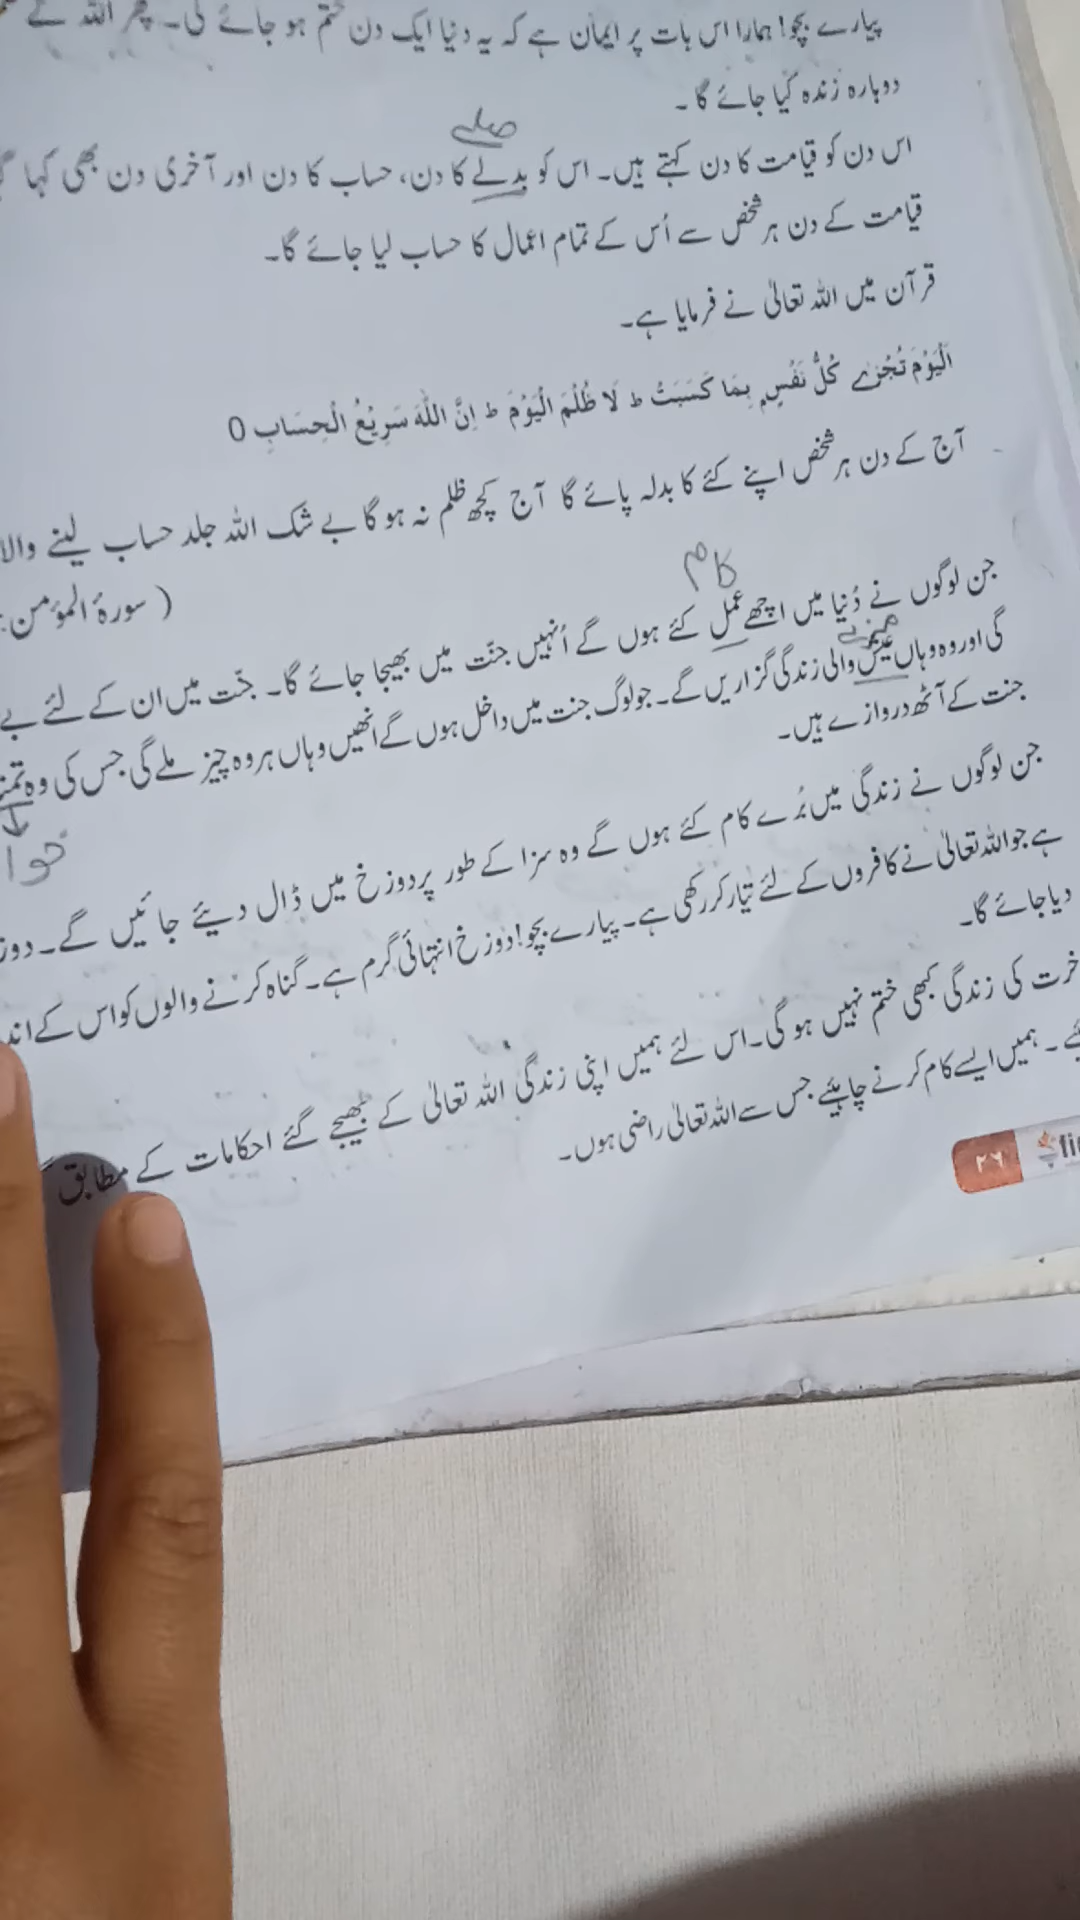 پیارے بچو! ہمارا اس بات پر ایمان ہے کہ یہ دنیا ایک دن ختم ہو جائے گی۔ پھر اللہ کے
دوبارہ زندہ کیا جائے گا۔
صلے
اس دن کو قیامت کا دن کہتے ہیں۔ اس کو بدلے کا دن، حساب کا دن اور آخری دن بھی کہا
قیامت کے دن ہر شخص سے اُس کے تمام اعمال کا حساب لیا جائے گا۔
قرآن میں اللہ تعالیٰ نے فرمایا ہے۔
اَلْيَوْمَ تُجْزٰے كُلُّ نَفْسٍۭ بِمَا كَسَبَتْ ط لَا ظُلْمَ الْيَوْمَ ط اِنَّ اللّٰهَ سَرِيْعُ الْحِسَابِ O
آج کے دن ہر شخص اپنے کئے کا بدلہ پائے گا آج کچھ ظلم نہ ہو گا بے شک اللہ جلد حساب لینے والا
( سورۂ المؤمن:
کام
جن لوگوں نے دُنیا میں اچھے عمل کئے ہوں گے اُنہیں جنّت میں بھیجا جائے گا۔ جنّت میں ان کے لئے بے
گی اور وہ وہاں عیش والی زندگی گزاریں گے۔ جو لوگ جنت میں داخل ہوں گے انھیں وہاں ہر وہ چیز ملے گی جس کی وہ
جنت کے آٹھ دروازے ہیں۔
جن لوگوں نے زندگی میں بُرے کام کئے ہوں گے وہ سزا کے طور پر دوزخ میں ڈال دیئے جائیں گے۔
ہے جو اللہ تعالیٰ نے کافروں کے لئے تیار کر رکھی ہے۔ پیارے بچو! دوزخ انتہائی گرم ہے۔ گناہ کرنے والوں کو اس کے
دیا جائے گا۔
خرت کی زندگی کبھی ختم نہیں ہو گی۔ اس لئے ہمیں اپنی زندگی اللہ تعالیٰ کے بھیجے گئے احکامات کے مطابق
ہمیں ایسے کام کرنے چاہیئے جس سے اللہ تعالیٰ راضی ہوں۔
۲۶